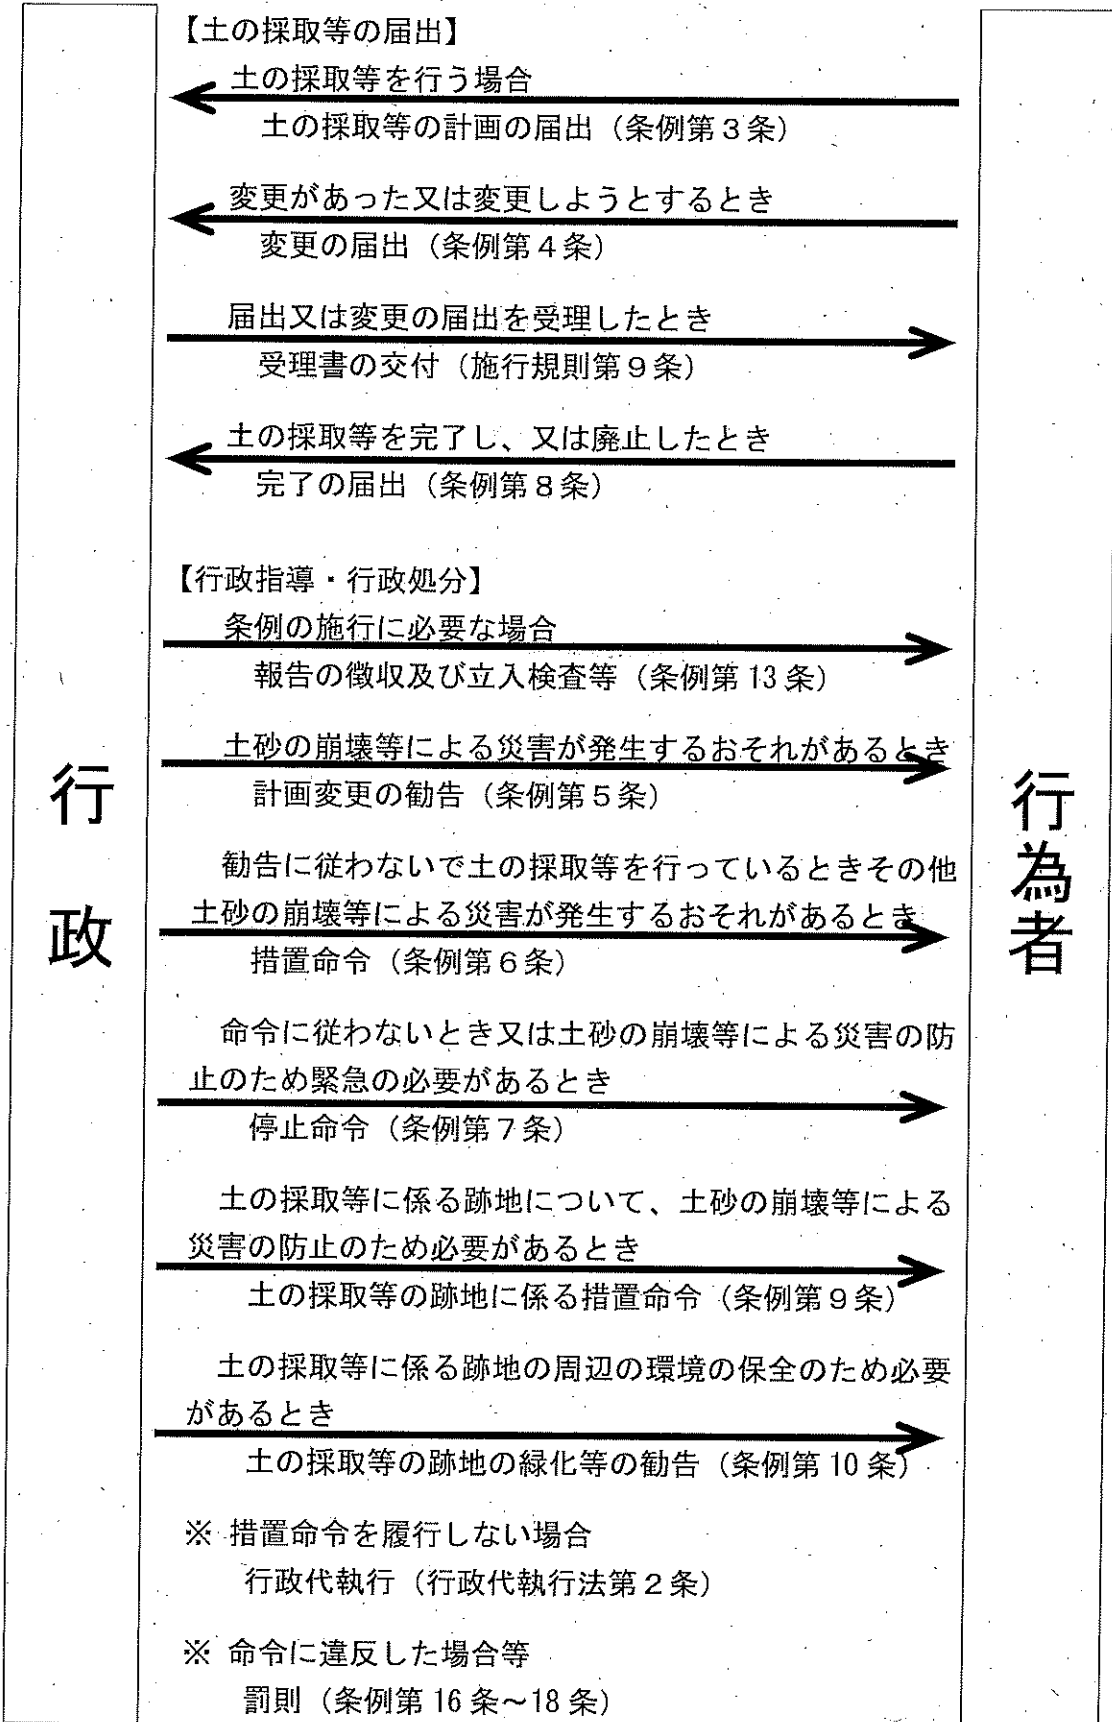 【土の採取等の届出】
土の採取等を行う場合
土の採取等の計画の届出（条例第３条）
変更があった又は変更しようとするとき
変更の届出（条例第４条）
届出又は変更の届出を受理したとき
受理書の交付（施行規則第９条）
土の採取等を完了し、又は廃止したとき
完了の届出（条例第８条）
【行政指導・行政処分】
条例の施行に必要な場合
報告の徴収及び立入検査等（条例第13条）
土砂の崩壊等による災害が発生するおそれがあるとき
計画変更の勧告（条例第５条）
勧告に従わないで土の採取等を行っているときその他
土砂の崩壊等による災害が発生するおそれがあるとき
措置命令（条例第６条）
命令に従わないとき又は土砂の崩壊等による災害の防
止のため緊急の必要があるとき
停止命令（条例第７条）
土の採取等に係る跡地について、土砂の崩壊等による
災害の防止のため必要があるとき
土の採取等の跡地に係る措置命令（条例第９条）
土の採取等に係る跡地の周辺の環境の保全のため必要
があるとき
土の採取等の跡地の緑化等の勧告（条例第10条）
※ 措置命令を履行しない場合
行政代執行（行政代執行法第２条）
※ 命令に違反した場合等
罰則（条例第16条～18条）
行政
行為者